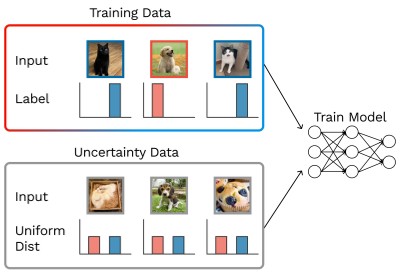 Training Data
Input
Label
Train Model
Uncertainty Data
Input
Uniform
Dist